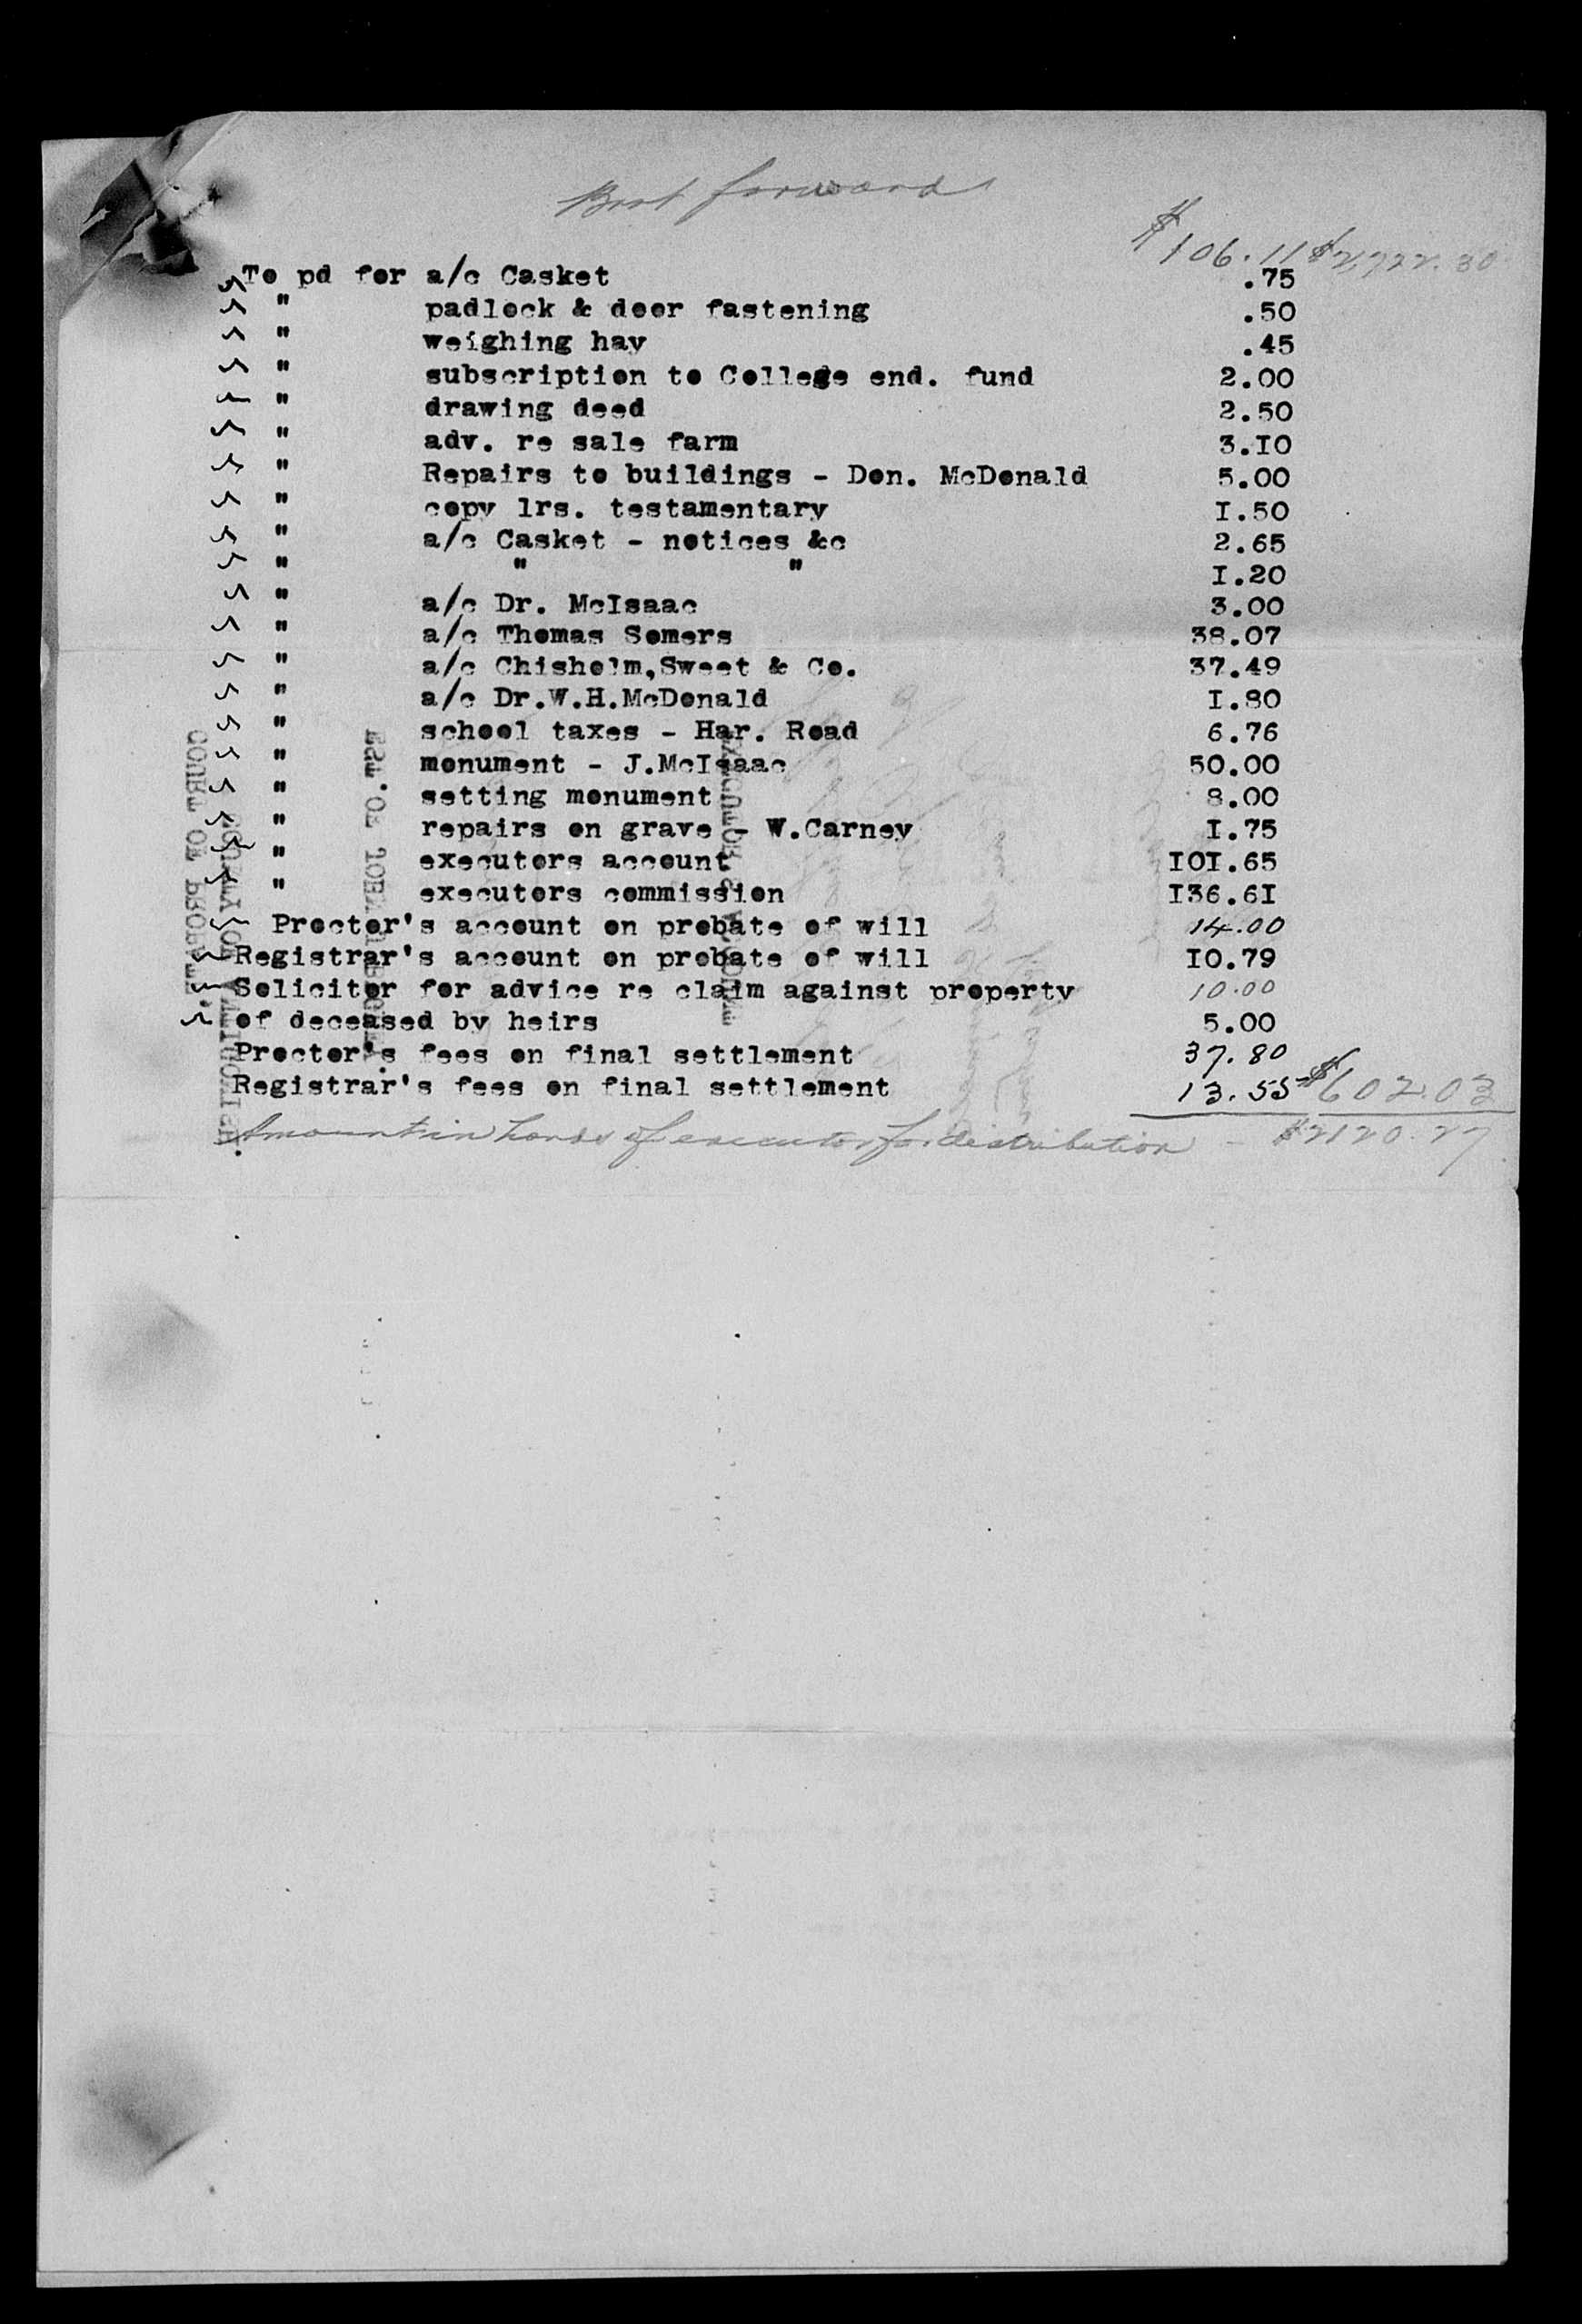 Brot forward
$106.11 $2722.30
To pd for a/c Casket .75
" padlock & door fastening .50
" weighing hay .45
" subscription to College end. fund 2.00
" drawing deed 2.50
" adv. re sale farm 3.10
" Repairs to buildings - Don. McDonald 5.00
" copy lrs. testamentary 1.50
" a/c Casket - notices &c 2.65
" " " 1.20
" a/c Dr. McIsaac 3.00
" a/c Thomas Somers 38.07
" a/c Chisholm,Sweet & Co. 37.49
" a/c Dr.W.H.McDonald 1.80
" school taxes - Har. Road 6.76
" monument - J.McIsaac 50.00
" setting monument 8.00
" repairs on grave - W.Carney 1.75
" executors account 101.65
" executors commission 136.61
Proctor's account on probate of will 14.00
Registrar's account on probate of will 10.79
Solicitor for advice re claim against property 10.00
of deceased by heirs 5.00
Proctor's fees on final settlement 37.80
Registrar's fees on final settlement 13.55 $602.03
Amount in hands of executor for distribution - $2120.27
COURT OF PROBATE,